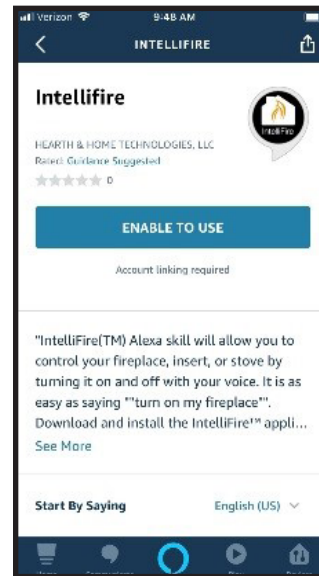 Verizon 9:48 AM
INTELLIFIRE
Intellifire
IntelliFire
HEARTH & HOME TECHNOLOGIES, LLC
Rated: Guidance Suggested
0
ENABLE TO USE
Account linking required
"IntelliFire(TM) Alexa skill will allow you to
control your fireplace, insert, or stove by
turning it on and off with your voice. It is as
easy as saying ""turn on my fireplace"".
Download and install the IntelliFire™ appli...
See More
Start By Saying English (US)